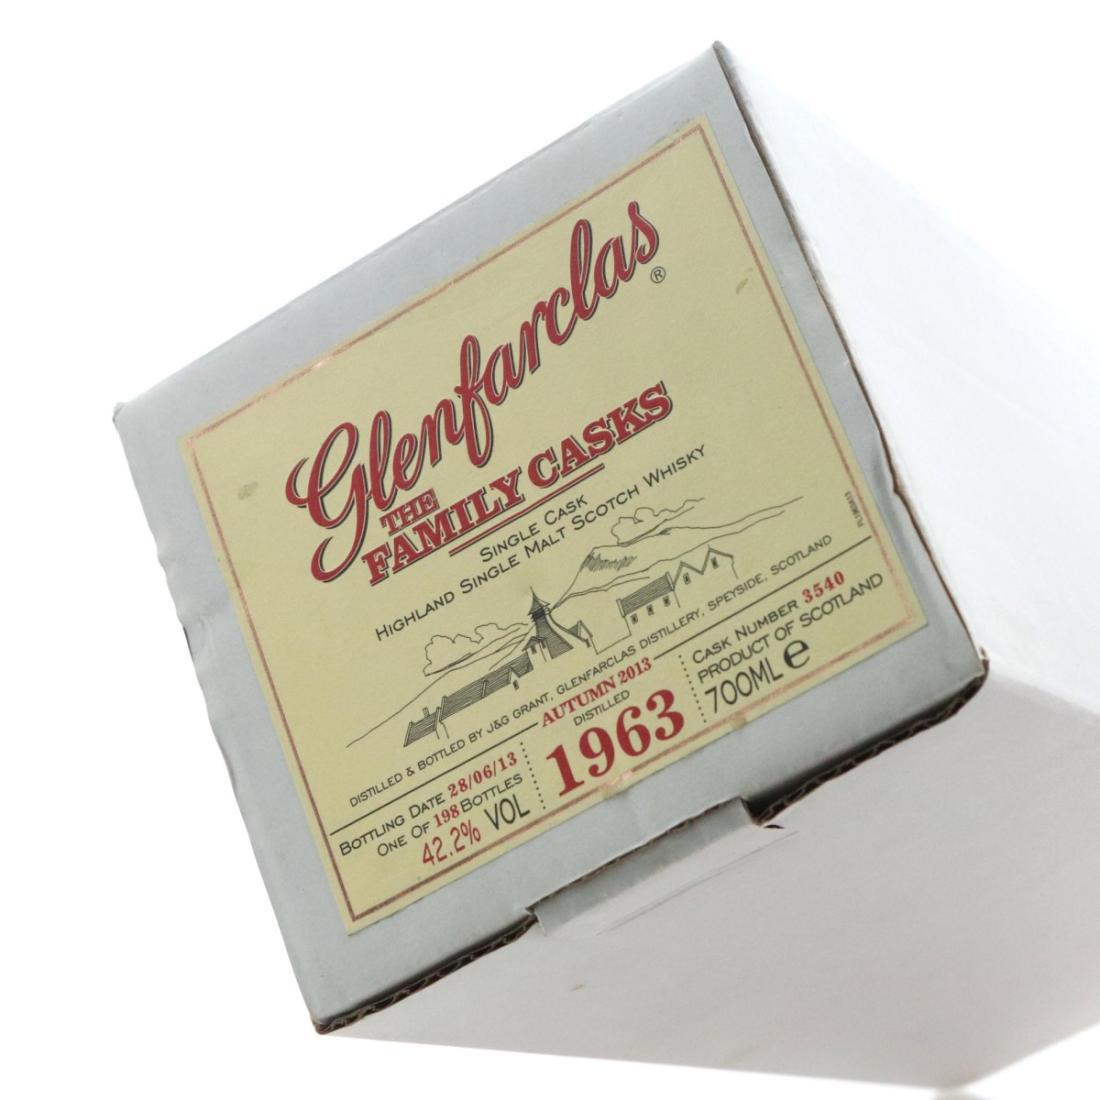 Glenfarclas®
THE
FAMILY CASKS
SINGLE CASK
HIGHLAND SINGLE MALT SCOTCH WHISKY
DISTILLED & BOTTLED BY J&G GRANT, GLENFARCLAS DISTILLERY, SPEYSIDE, SCOTLAND
BOTTLING DATE 28/06/13
ONE OF 198 BOTTLES
42.2% VOL
AUTUMN 2013
DISTILLED
1963
CASK NUMBER 3540
PRODUCT OF SCOTLAND
700ML e